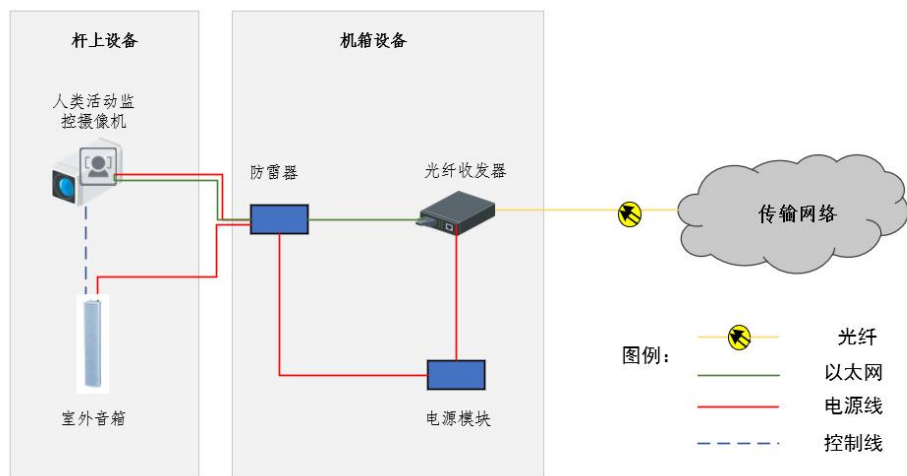 杆上设备
机箱设备
人类活动监
控摄像机
防雷器
光纤收发器
传输网络
室外音箱
电源模块
图例：
光纤
以太网
电源线
控制线